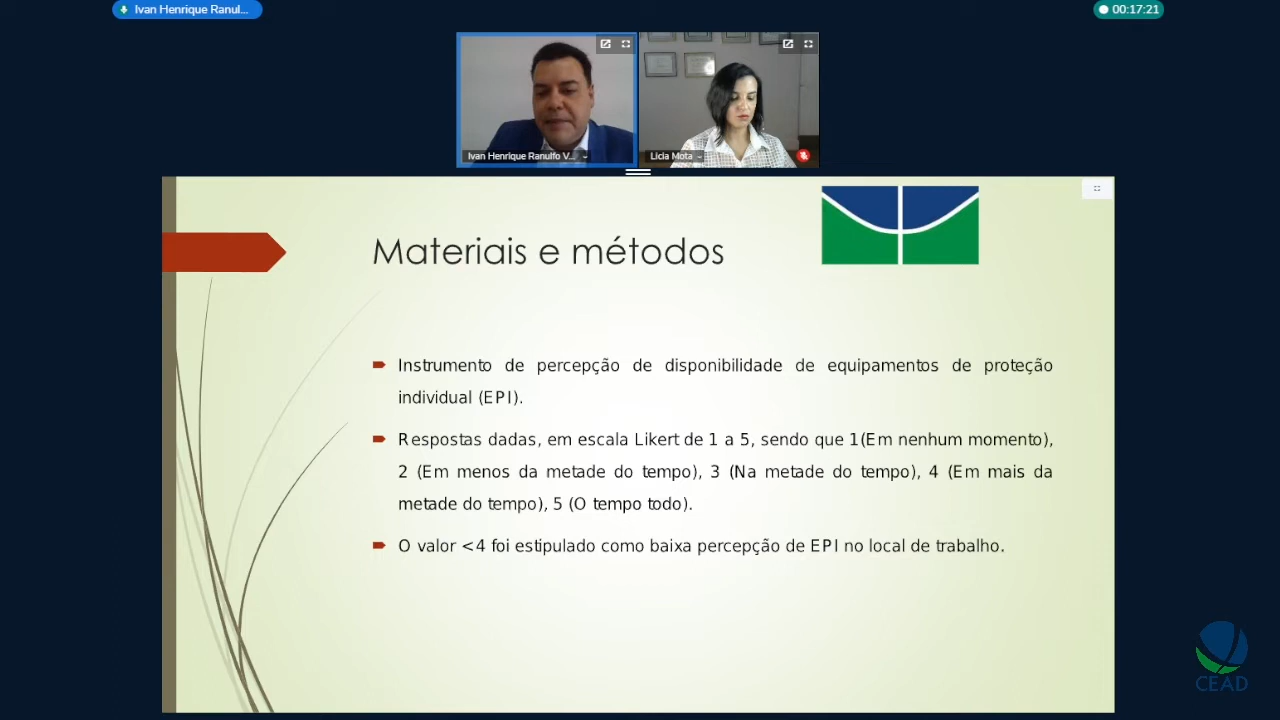 Ivan Henrique Ranul...
00:17:21
Ivan Henrique Ranulfo V...
Licia Mota
Materiais e métodos
Instrumento de percepção de disponibilidade de equipamentos de proteção
individual (EPI).
Respostas dadas, em escala Likert de 1 a 5, sendo que 1(Em nenhum momento),
2 (Em menos da metade do tempo), 3 (Na metade do tempo), 4 (Em mais da
metade do tempo), 5 (O tempo todo).
O valor <4 foi estipulado como baixa percepção de EPI no local de trabalho.
CEAD